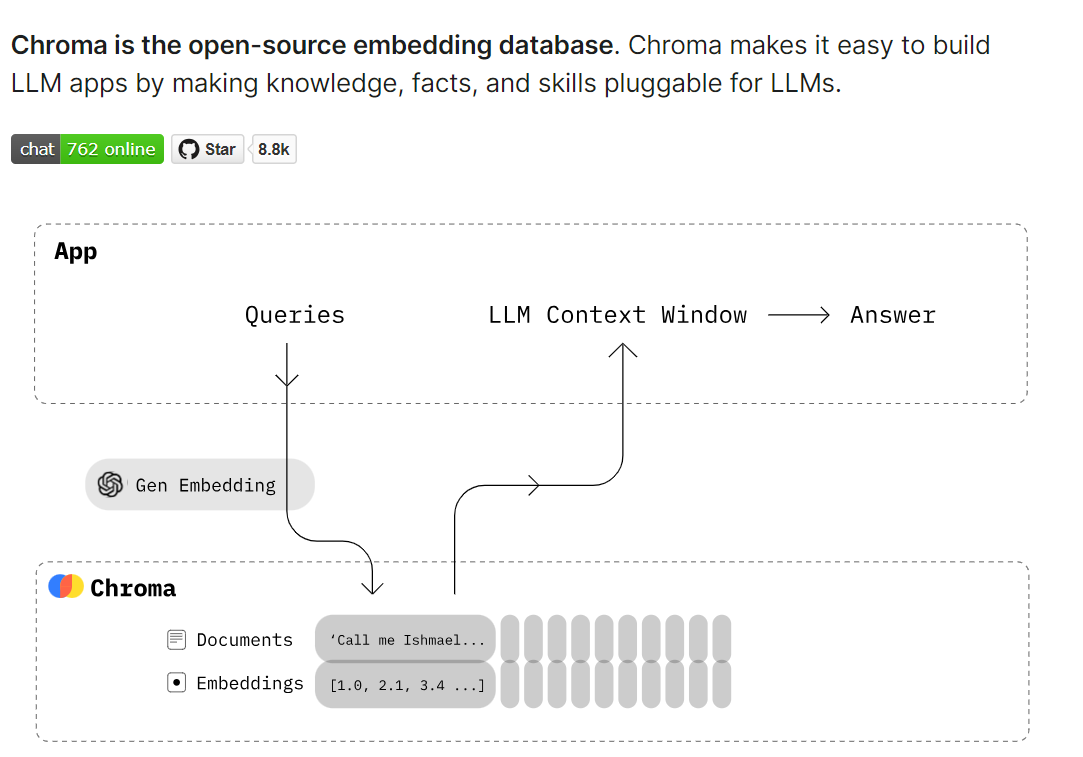 Chroma is the open-source embedding database. Chroma makes it easy to build
LLM apps by making knowledge, facts, and skills pluggable for LLMs.
chat 762 online Star 8.8k
App
Queries LLM Context Window Answer
Gen Embedding
Chroma
Documents ‘Call me Ishmael...
Embeddings [1.0, 2.1, 3.4 ...]